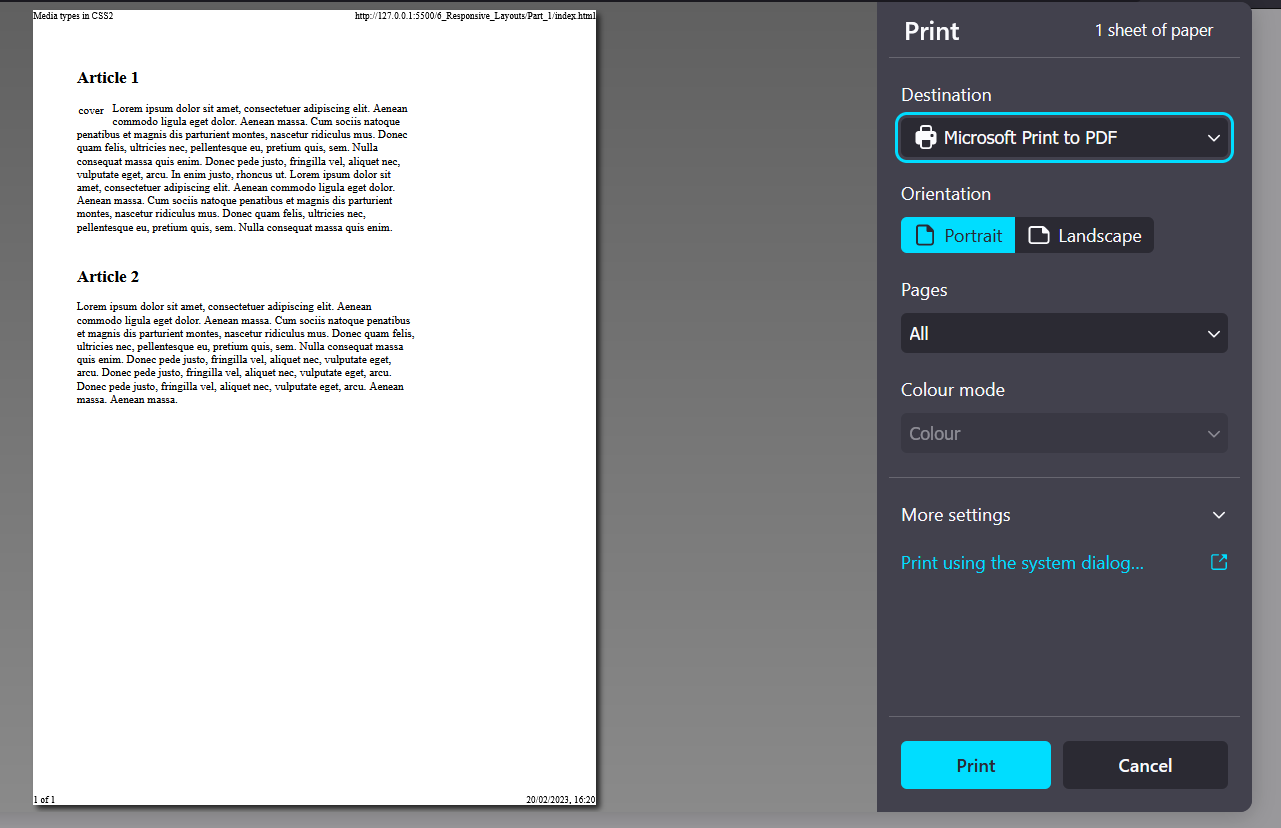 Media types in CSS2
http://127.0.0.1:5500/6_Responsive_Layouts/Part_1/index.html
Article 1
cover
Lorem ipsum dolor sit amet, consectetuer adipiscing elit. Aenean
commodo ligula eget dolor. Aenean massa. Cum sociis natoque
penatibus et magnis dis parturient montes, nascetur ridiculus mus. Donec
quam felis, ultricies nec, pellentesque eu, pretium quis, sem. Nulla
consequat massa quis enim. Donec pede justo, fringilla vel, aliquet nec,
vulputate eget, arcu. In enim justo, rhoncus ut. Lorem ipsum dolor sit
amet, consectetuer adipiscing elit. Aenean commodo ligula eget dolor.
Aenean massa. Cum sociis natoque penatibus et magnis dis parturient
montes, nascetur ridiculus mus. Donec quam felis, ultricies nec,
pellentesque eu, pretium quis, sem. Nulla consequat massa quis enim.
Article 2
Lorem ipsum dolor sit amet, consectetuer adipiscing elit. Aenean
commodo ligula eget dolor. Aenean massa. Cum sociis natoque penatibus
et magnis dis parturient montes, nascetur ridiculus mus. Donec quam felis,
ultricies nec, pellentesque eu, pretium quis, sem. Nulla consequat massa
quis enim. Donec pede justo, fringilla vel, aliquet nec, vulputate eget,
arcu. Donec pede justo, fringilla vel, aliquet nec, vulputate eget, arcu.
Donec pede justo, fringilla vel, aliquet nec, vulputate eget, arcu. Aenean
massa. Aenean massa.
1 of 1
20/02/2023, 16:20
Print
1 sheet of paper
Destination
Microsoft Print to PDF
Orientation
Portrait
Landscape
Pages
All
Colour mode
Colour
More settings
Print using the system dialog...
Print
Cancel